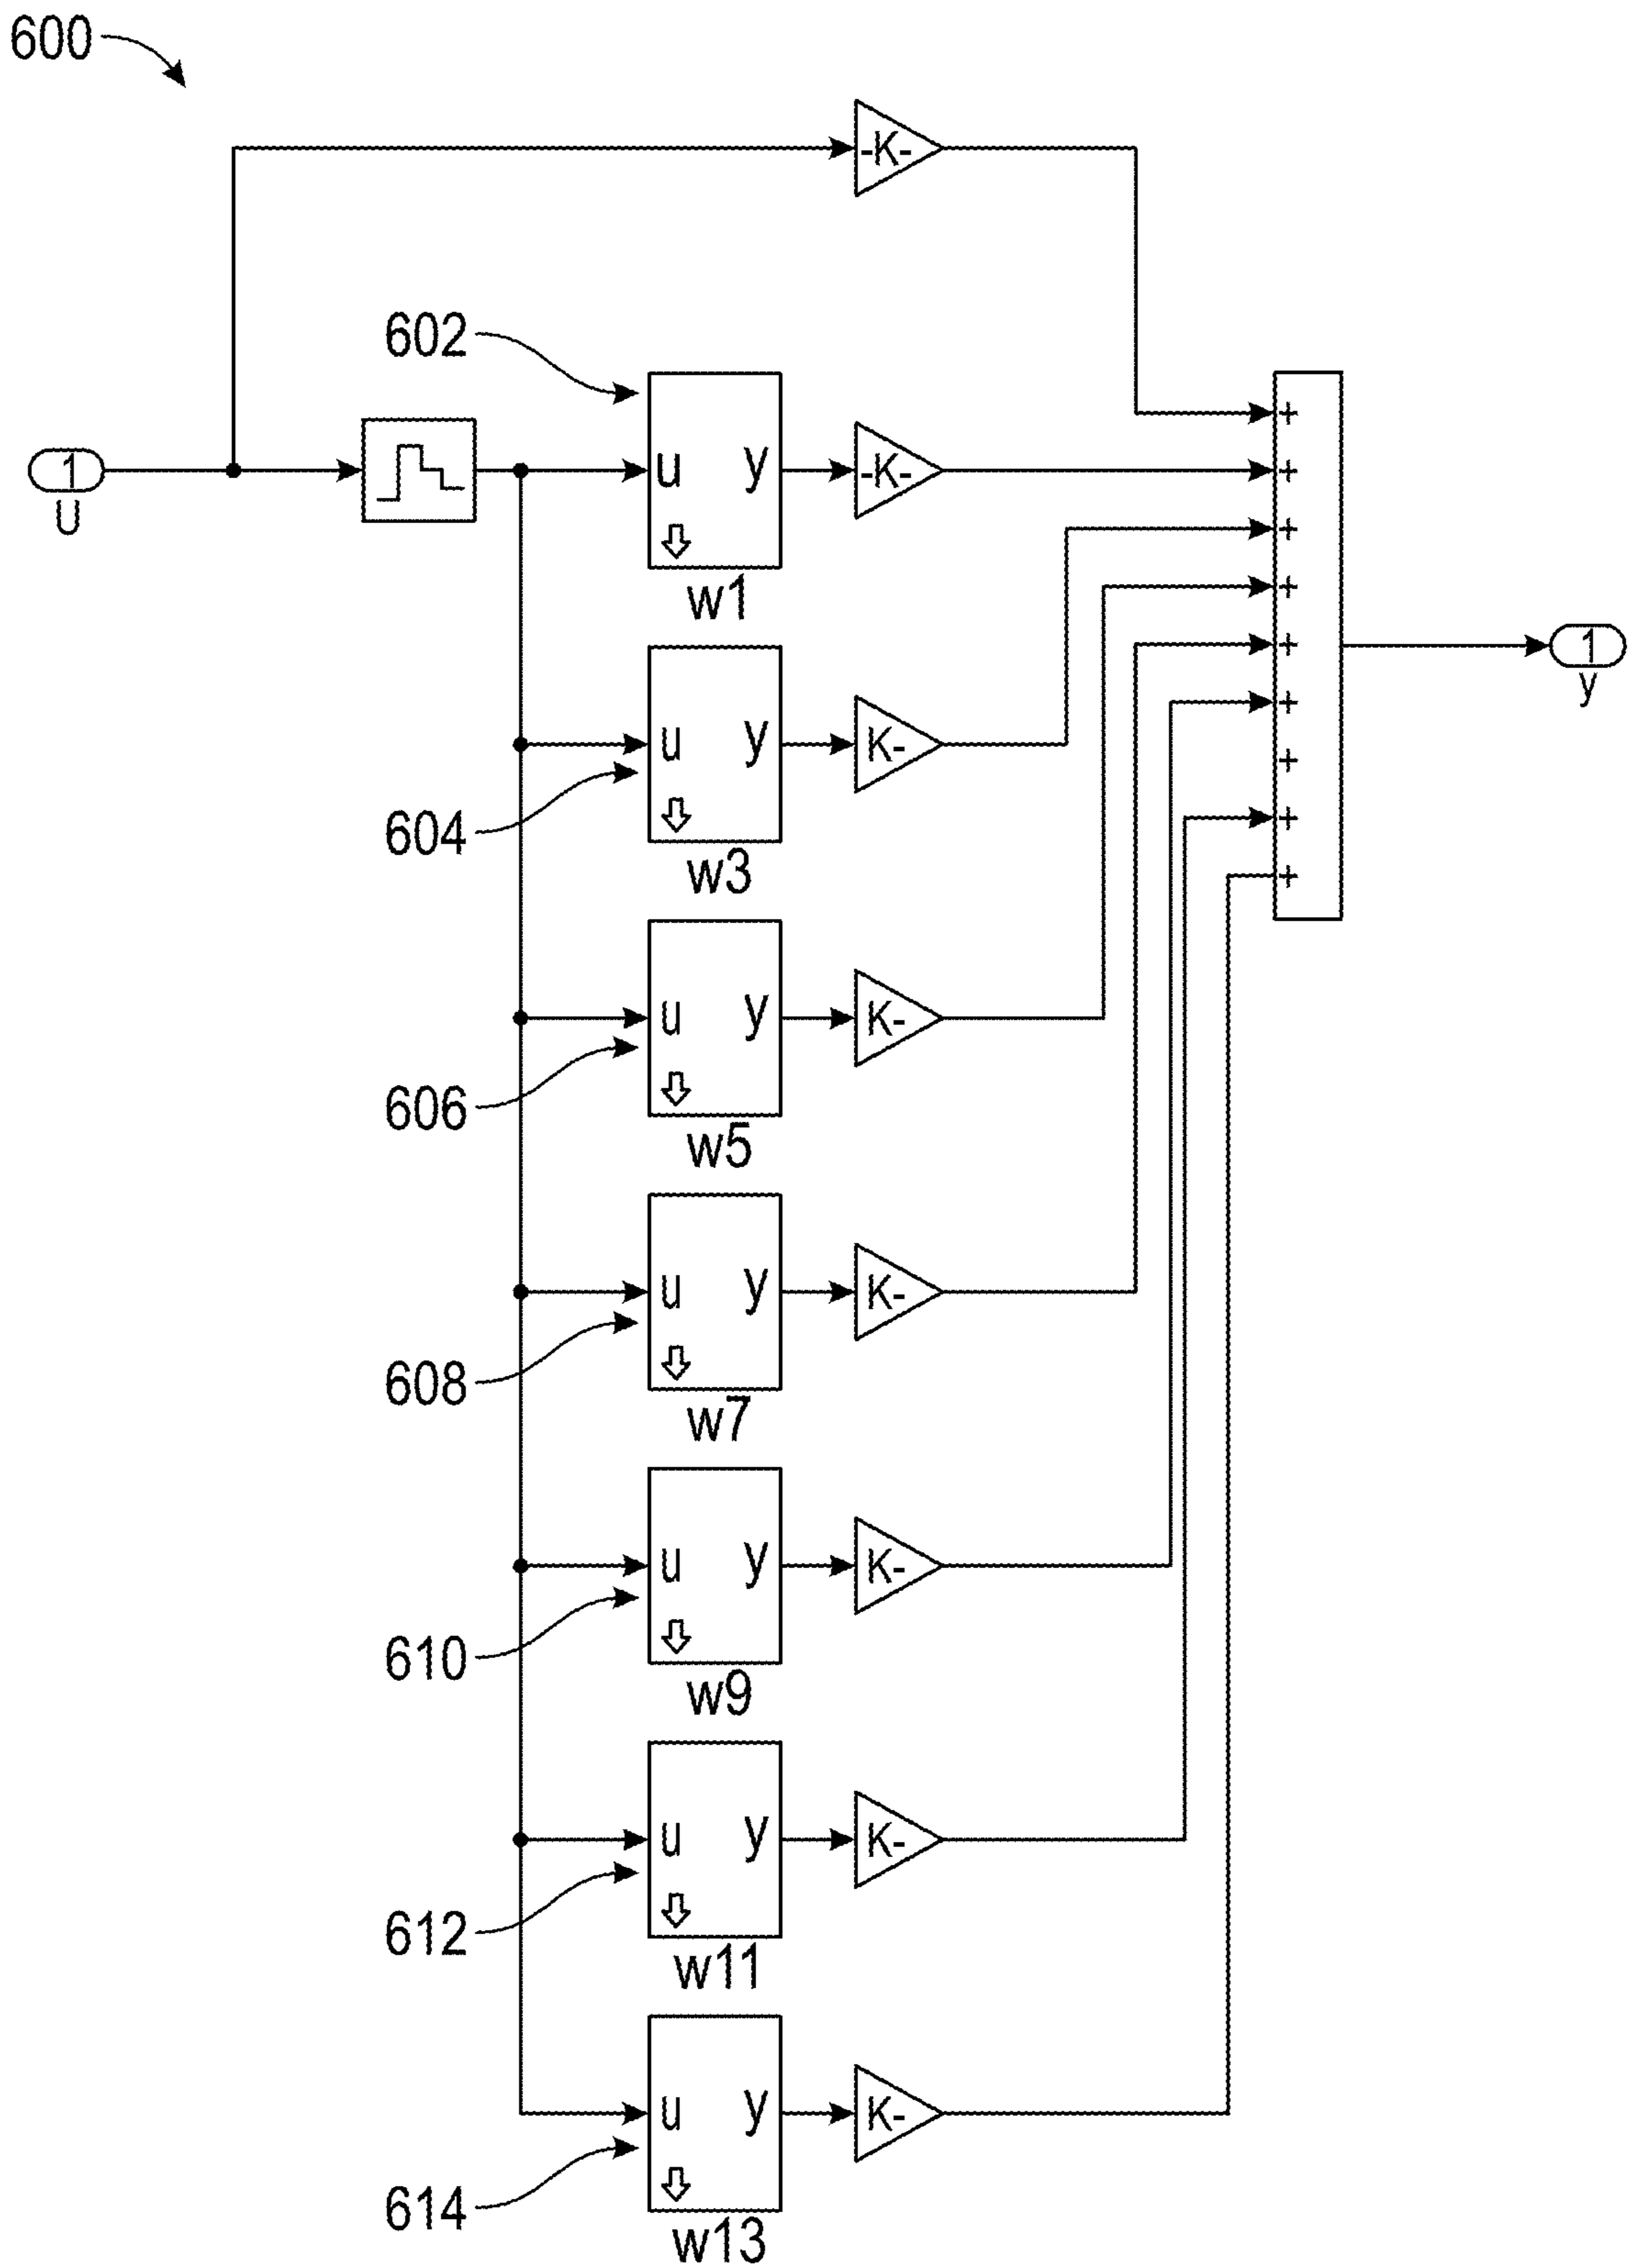 600
-K-
602
+
1
u y
-K-
+
U
+
w1
+
+
1
y
+
u y
K-
+
604
+
w3
+
u y
K-
606
w5
u y
K-
608
w7
u y
K-
610
w9
u y
K-
612
w11
u y
K-
614
w13